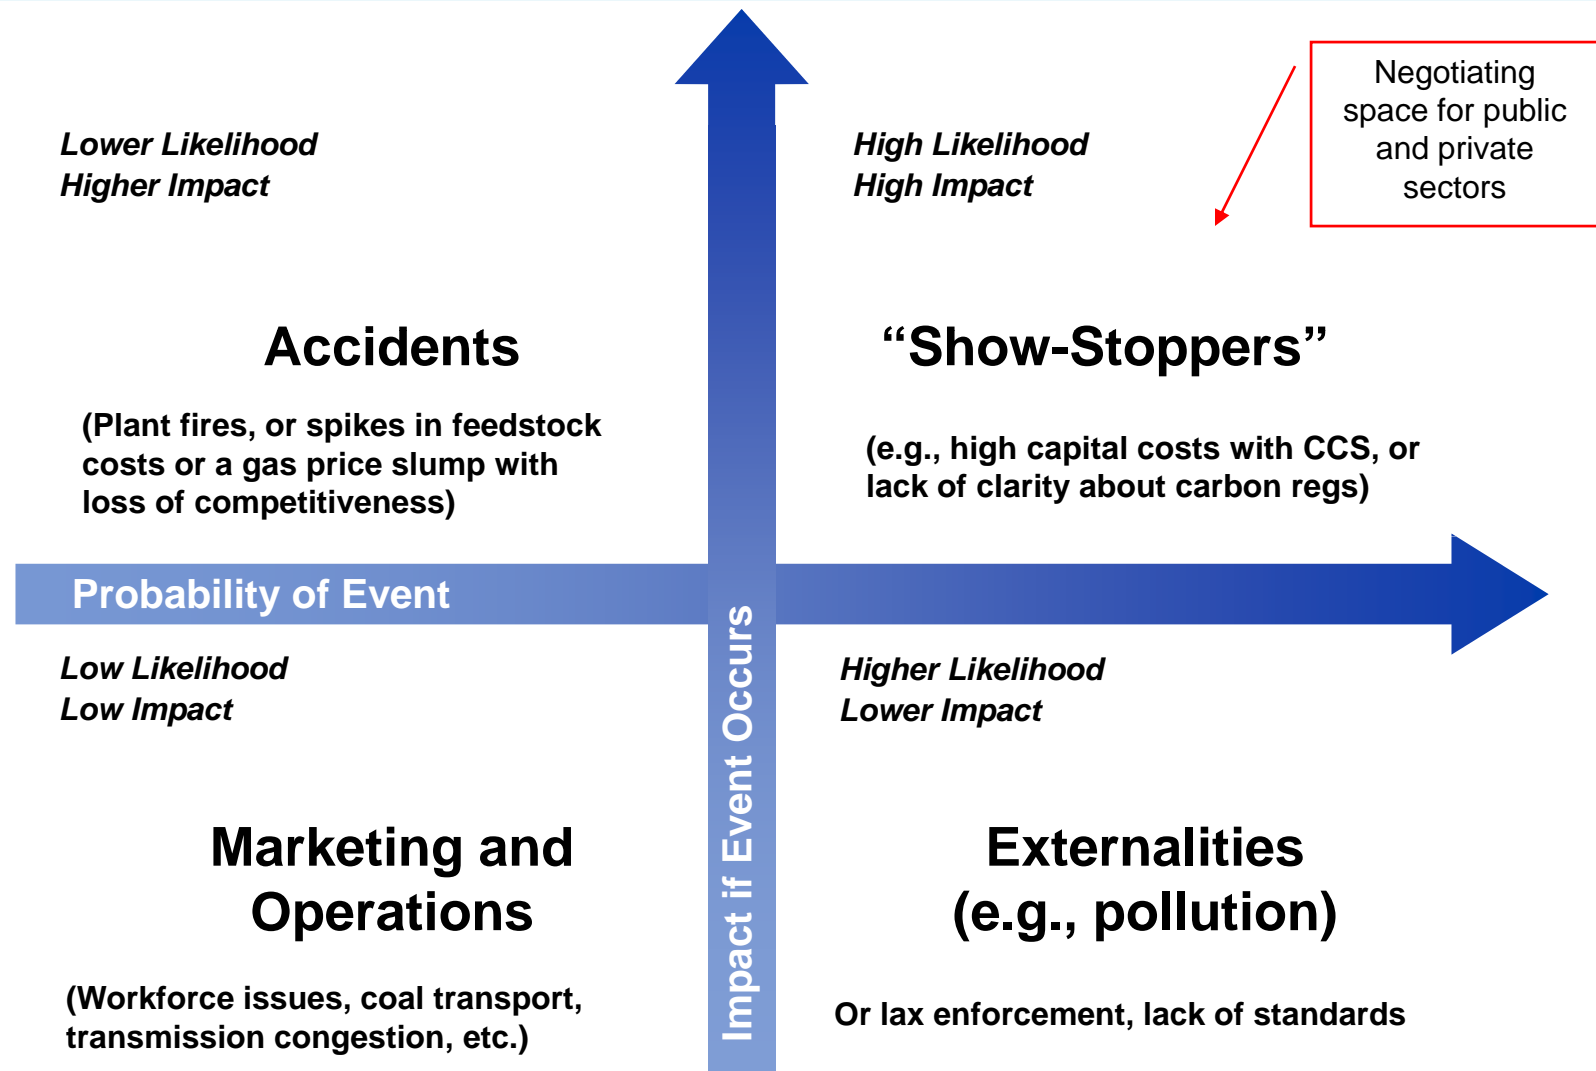 Negotiating
space for public
and private
sectors
Lower Likelihood
Higher Impact
High Likelihood
High Impact
Accidents
(Plant fires, or spikes in feedstock
costs or a gas price slump with
loss of competitiveness)
“Show-Stoppers”
(e.g., high capital costs with CCS, or
lack of clarity about carbon regs)
Probability of Event
Impact if Event Occurs
Low Likelihood
Low Impact
Higher Likelihood
Lower Impact
Marketing and
Operations
(Workforce issues, coal transport,
transmission congestion, etc.)
Externalities
(e.g., pollution)
Or lax enforcement, lack of standards